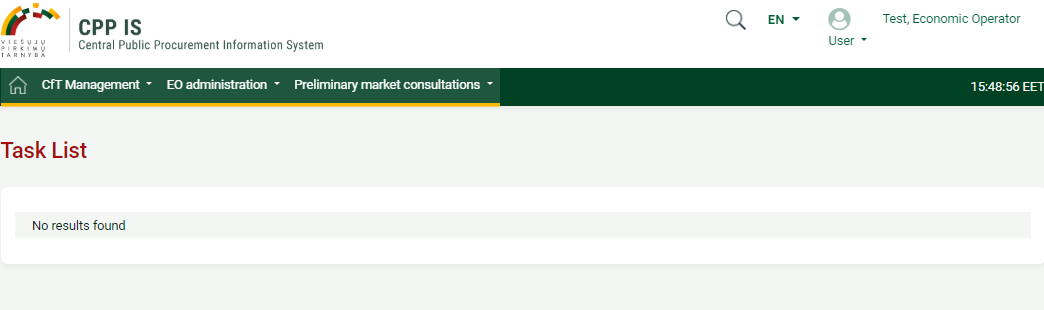 CPP IS
Central Public Procurement Information System
VIEŠŲJŲ
PIRKIMŲ
TARNYBA
EN
User
Test, Economic Operator
CfT Management
EO administration
Preliminary market consultations
15:48:56 EET
Task List
No results found